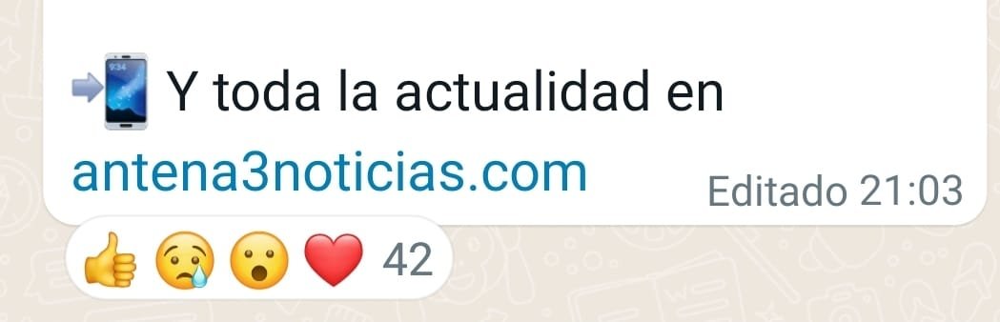 📲 Y toda la actualidad en
antena3noticias.com
Editado 21:03
👍😢😮❤️ 42